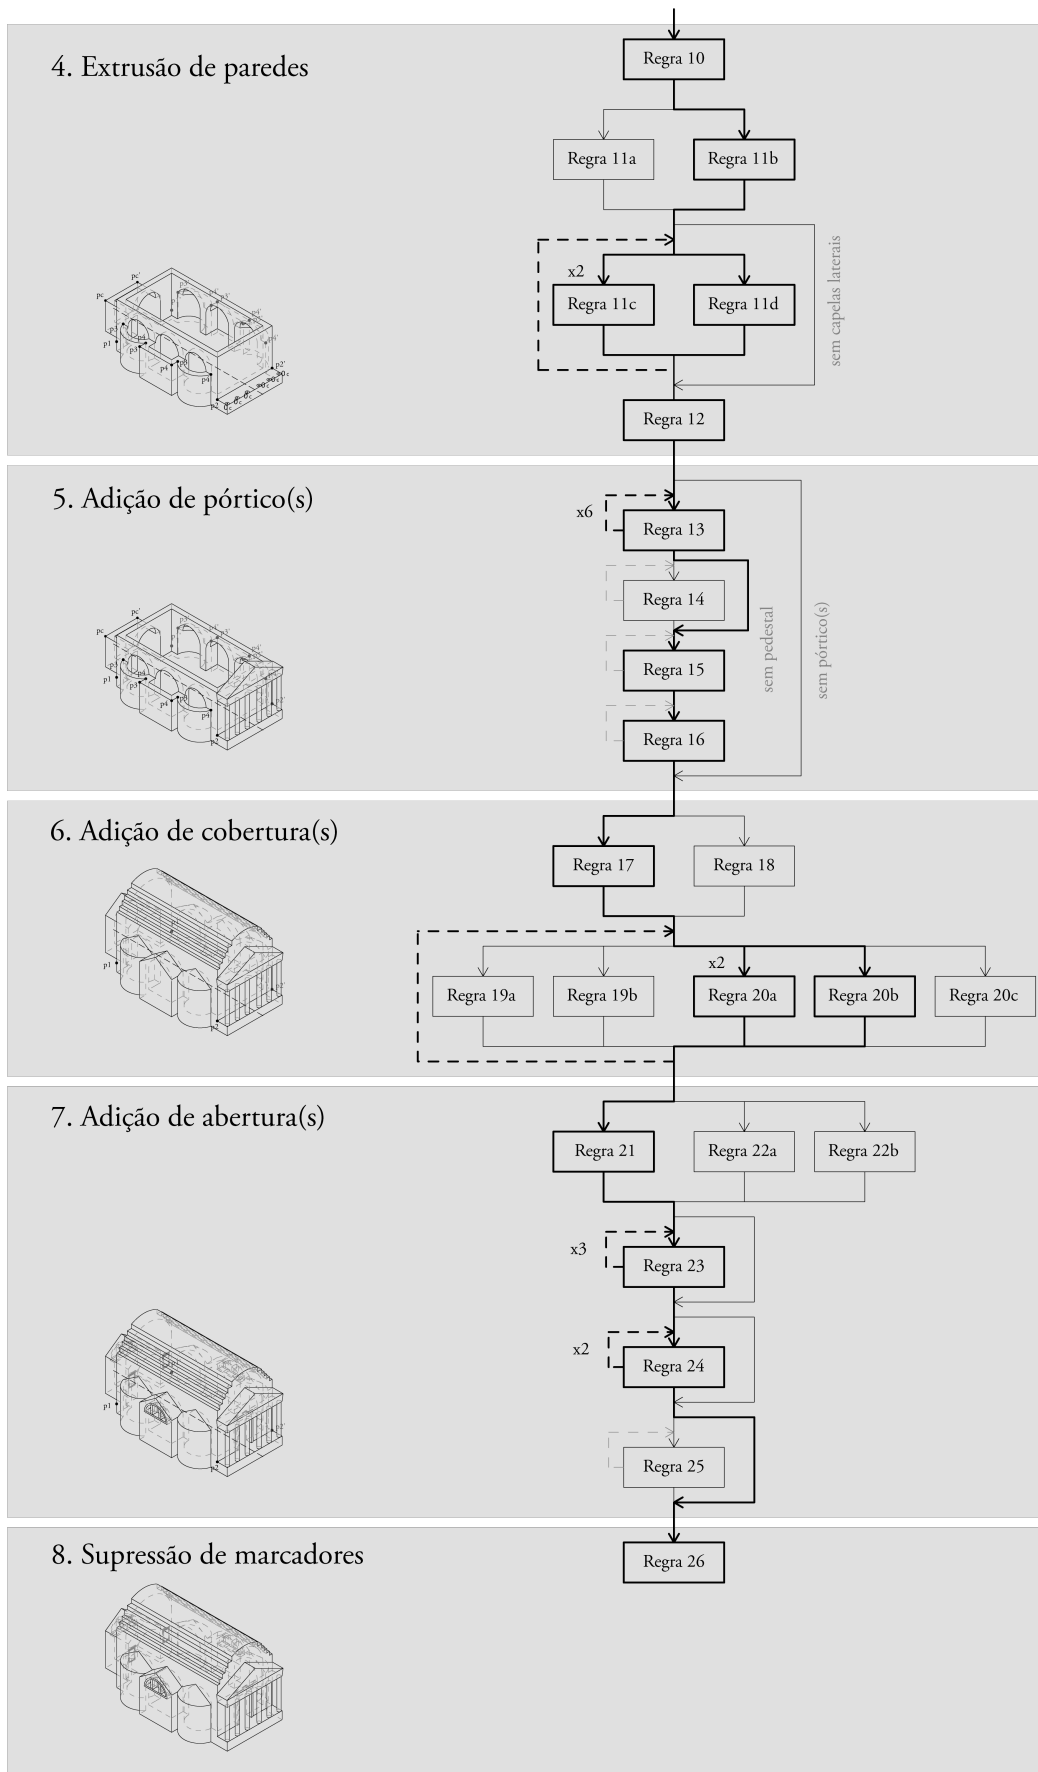 4. Extrusão de paredes
Regra 10
Regra 11a
Regra 11b
x2
Regra 11c
Regra 11d
sem capelas laterais
Regra 12
5. Adição de pórtico(s)
x6
Regra 13
Regra 14
Regra 15
Regra 16
sem pedestal
sem pórtico(s)
6. Adição de cobertura(s)
Regra 17
Regra 18
x2
Regra 19a
Regra 19b
Regra 20a
Regra 20b
Regra 20c
7. Adição de abertura(s)
Regra 21
Regra 22a
Regra 22b
x3
Regra 23
x2
Regra 24
Regra 25
8. Supressão de marcadores
Regra 26